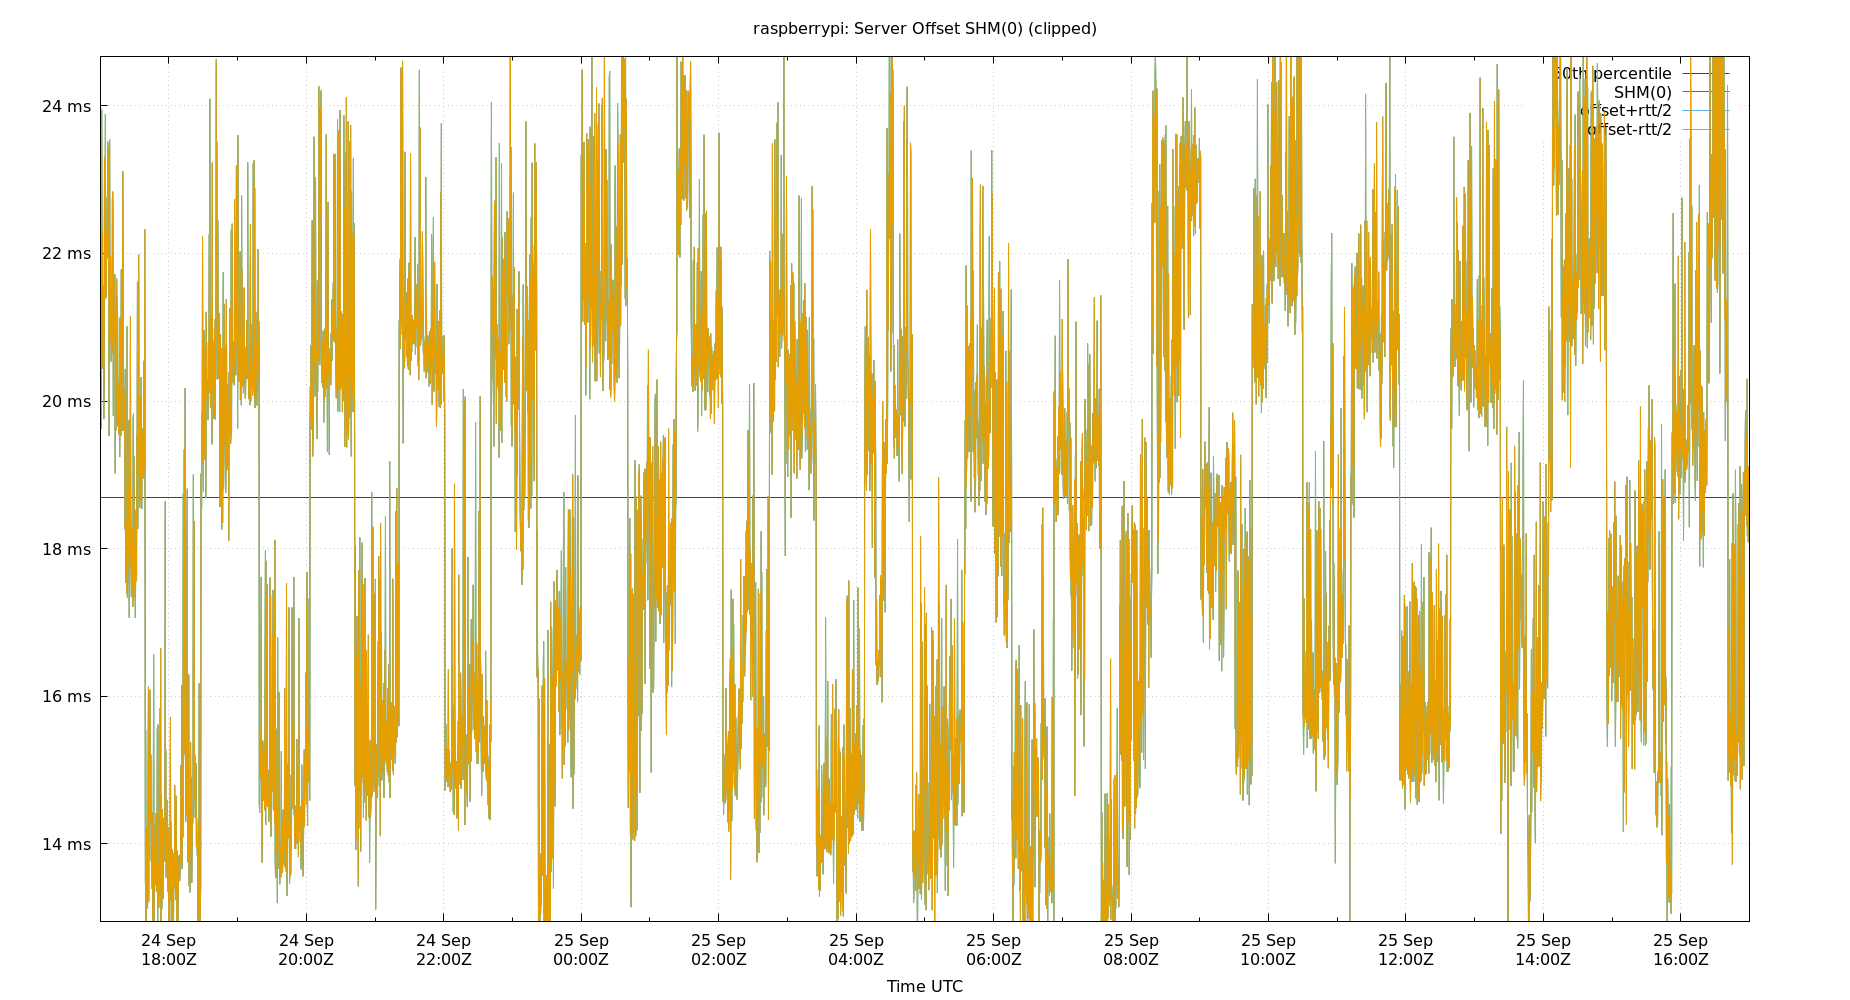 raspberrypi: Server Offset SHM(0) (clipped)
percentile
SHM(0)
offset+rtt/2
offset-rtt/2
24 ms
22 ms
20 ms
18 ms
16 ms
14 ms
24 Sep 24 Sep 24 Sep 25 Sep 25 Sep 25 Sep 25 Sep 25 Sep 25 Sep 25 Sep 25 Sep 25 Sep
18:00Z 20:00Z 22:00Z 00:00Z 02:00Z 04:00Z 06:00Z 08:00Z 10:00Z 12:00Z 14:00Z 16:00Z
Time UTC